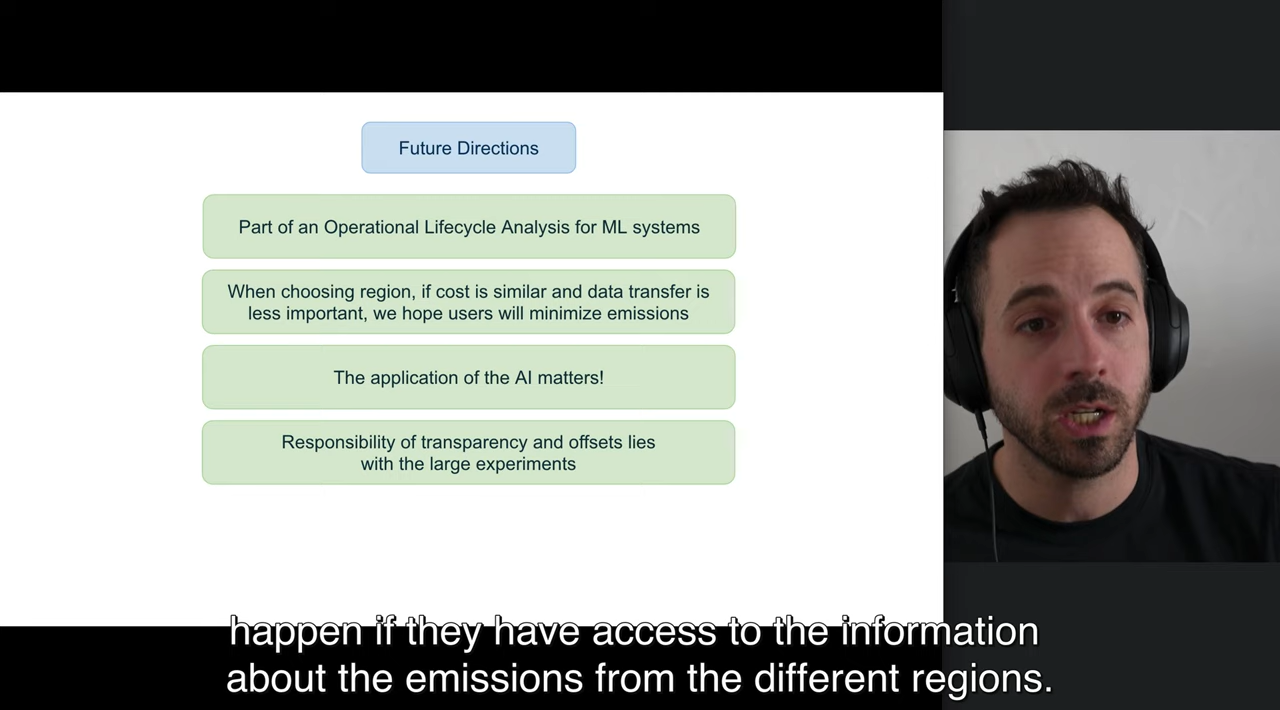 Future Directions
Part of an Operational Lifecycle Analysis for ML systems
When choosing region, if cost is similar and data transfer is
less important, we hope users will minimize emissions
The application of the AI matters!
Responsibility of transparency and offsets lies
with the large experiments
happen if they have access to the information
about the emissions from the different regions.